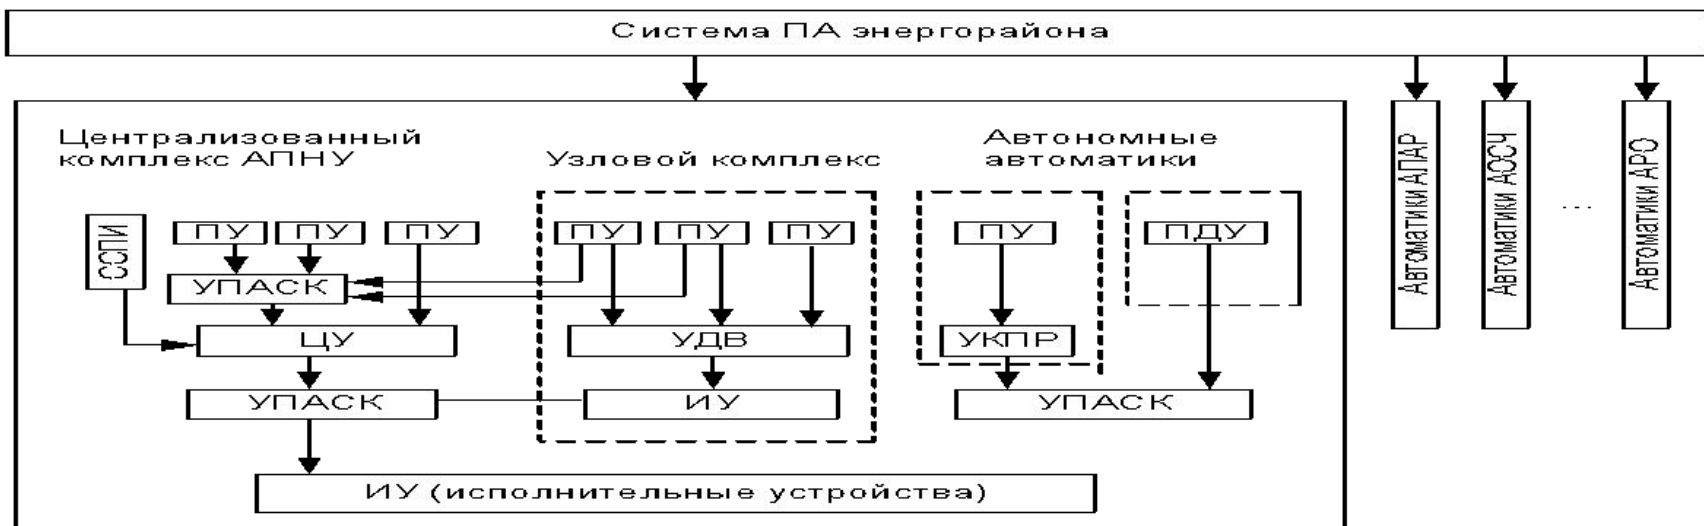 Система ПА энергорайона
Централизованный
комплекс АПНУ
Узловой комплекс
Автономные
автоматики
ССПИ
ПУ
ПУ
ПУ
ПУ
ПУ
ПУ
ПУ
ПДУ
УПАСК
ЦУ
УДВ
УКПР
УПАСК
ИУ
УПАСК
ИУ (исполнительные устройства)
Автоматики АЛАР
Автоматики АОСЧ
...
Автоматики АРО